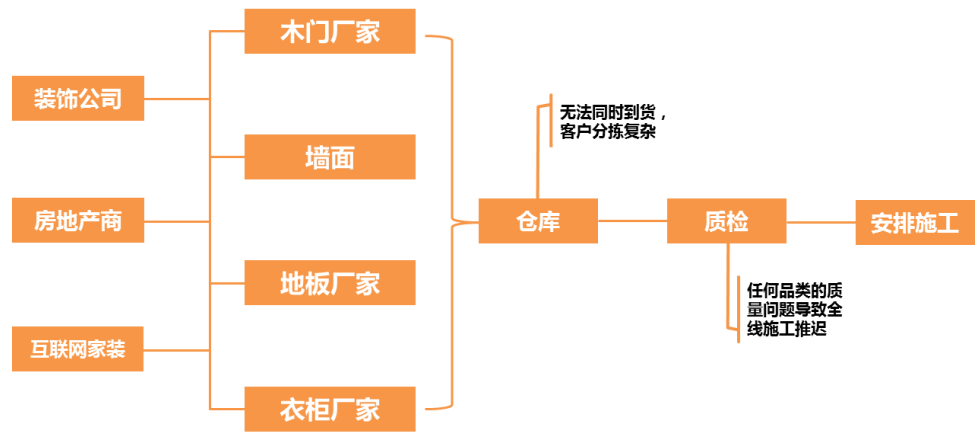 装饰公司
房地产商
互联网家装
木门厂家
墙面
地板厂家
衣柜厂家
仓库
无法同时到货，
客户分拣复杂
质检
任何品类的质
量问题导致全
线施工推迟
安排施工